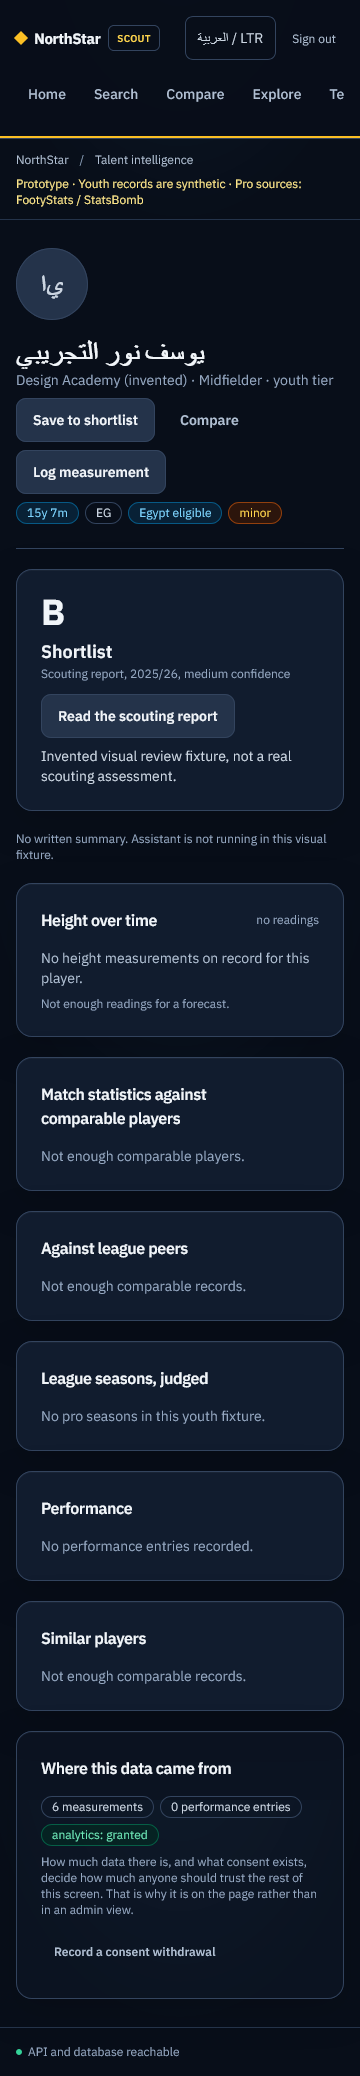 NorthStar SCOUT العربية / LTR Sign out
Home Search Compare Explore Te
NorthStar / Talent intelligence
Prototype · Youth records are synthetic · Pro sources:
FootyStats / StatsBomb
يا
يوسف نور التجريبي
Design Academy (invented) · Midfielder · youth tier
Save to shortlist Compare
Log measurement
15y 7m EG Egypt eligible minor
B
Shortlist
Scouting report, 2025/26, medium confidence
Read the scouting report
Invented visual review fixture, not a real
scouting assessment.
No written summary. Assistant is not running in this visual
fixture.
Height over time no readings
No height measurements on record for this
player.
Not enough readings for a forecast.
Match statistics against
comparable players
Not enough comparable players.
Against league peers
Not enough comparable records.
League seasons, judged
No pro seasons in this youth fixture.
Performance
No performance entries recorded.
Similar players
Not enough comparable records.
Where this data came from
6 measurements 0 performance entries
analytics: granted
How much data there is, and what consent exists,
decide how much anyone should trust the rest of
this screen. That is why it is on the page rather than
in an admin view.
Record a consent withdrawal
API and database reachable